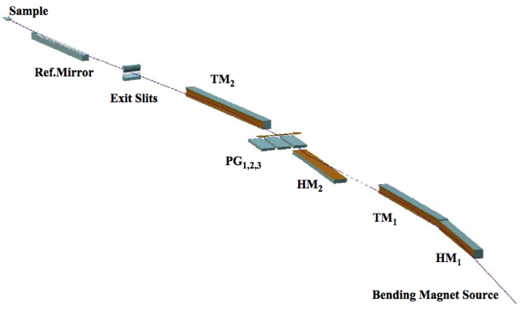 Sample
Ref.Mirror
Exit Slits
TM₂
PG₁,₂,₃
HM₂
TM₁
HM₁
Bending Magnet Source